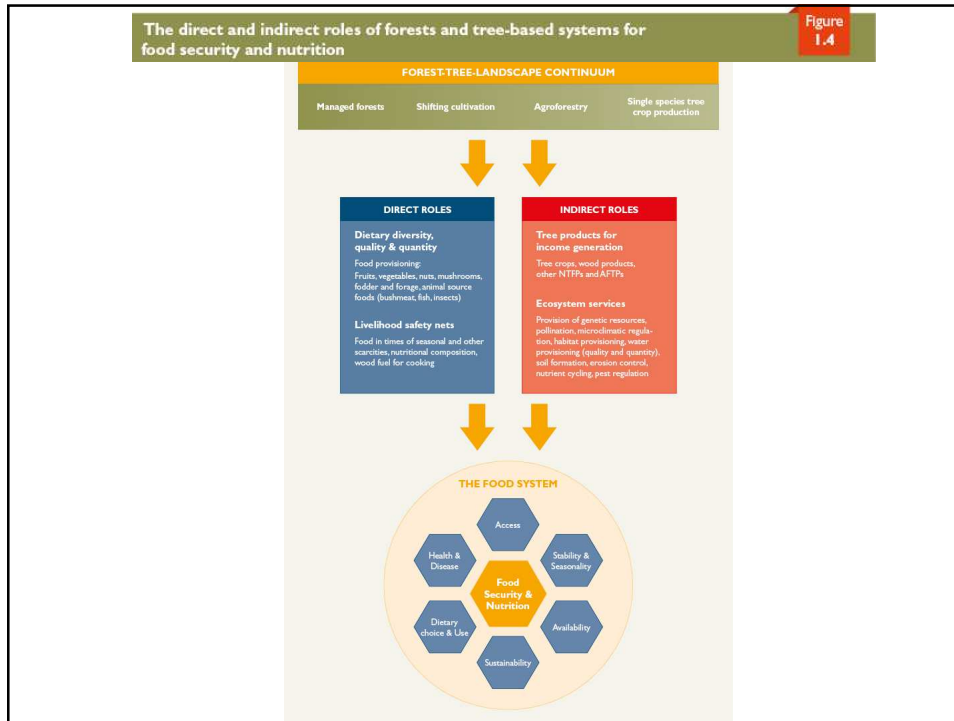 The direct and indirect roles of forests and tree-based systems for
food security and nutrition
Figure
1.4
FOREST-TREE-LANDSCAPE CONTINUUM
Managed forests
Shifting cultivation
Agroforestry
Single species tree
crop production
DIRECT ROLES
Dietary diversity,
quality & quantity
Food provisioning:
Fruits, vegetables, nuts, mushrooms,
fodder and forage, animal source
foods (bushmeat, fish, insects)
Livelihood safety nets
Food in times of seasonal and other
scarcities, nutritional composition,
wood fuel for cooking
INDIRECT ROLES
Tree products for
income generation
Tree crops, wood products,
other NTFPs and AFTPs
Ecosystem services
Provision of genetic resources,
pollination, microclimatic regula-
tion, habitat provisioning, water
provisioning (quality and quantity),
soil formation, erosion control,
nutrient cycling, pest regulation
THE FOOD SYSTEM
Access
Health &
Disease
Stability &
Seasonality
Food
Security &
Nutrition
Dietary
choice & Use
Availability
Sustainability